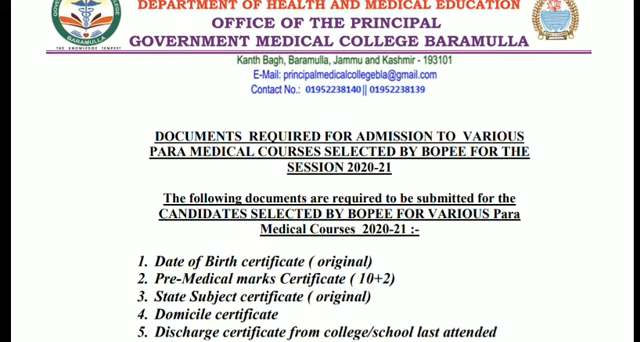 DEPARTMENT OF HEALTH AND MEDICAL EDUCATION
OFFICE OF THE PRINCIPAL
GOVERNMENT MEDICAL COLLEGE BARAMULLA
BARAMULLA
THE KNOWLEDGE TEMPEST
Kanth Bagh, Baramulla, Jammu and Kashmir - 193101
E-Mail: principalmedicalcollegebla@gmail.com
Contact No.: 01952238140 || 01952238139
DOCUMENTS REQUIRED FOR ADMISSION TO VARIOUS
PARA MEDICAL COURSES SELECTED BY BOPEE FOR THE
SESSION 2020-21
The following documents are required to be submitted for the
CANDIDATES SELECTED BY BOPEE FOR VARIOUS Para
Medical Courses 2020-21 :-
1. Date of Birth certificate ( original)
2. Pre-Medical marks Certificate ( 10+2)
3. State Subject certificate ( original)
4. Domicile certificate
5. Discharge certificate from college/school last attended